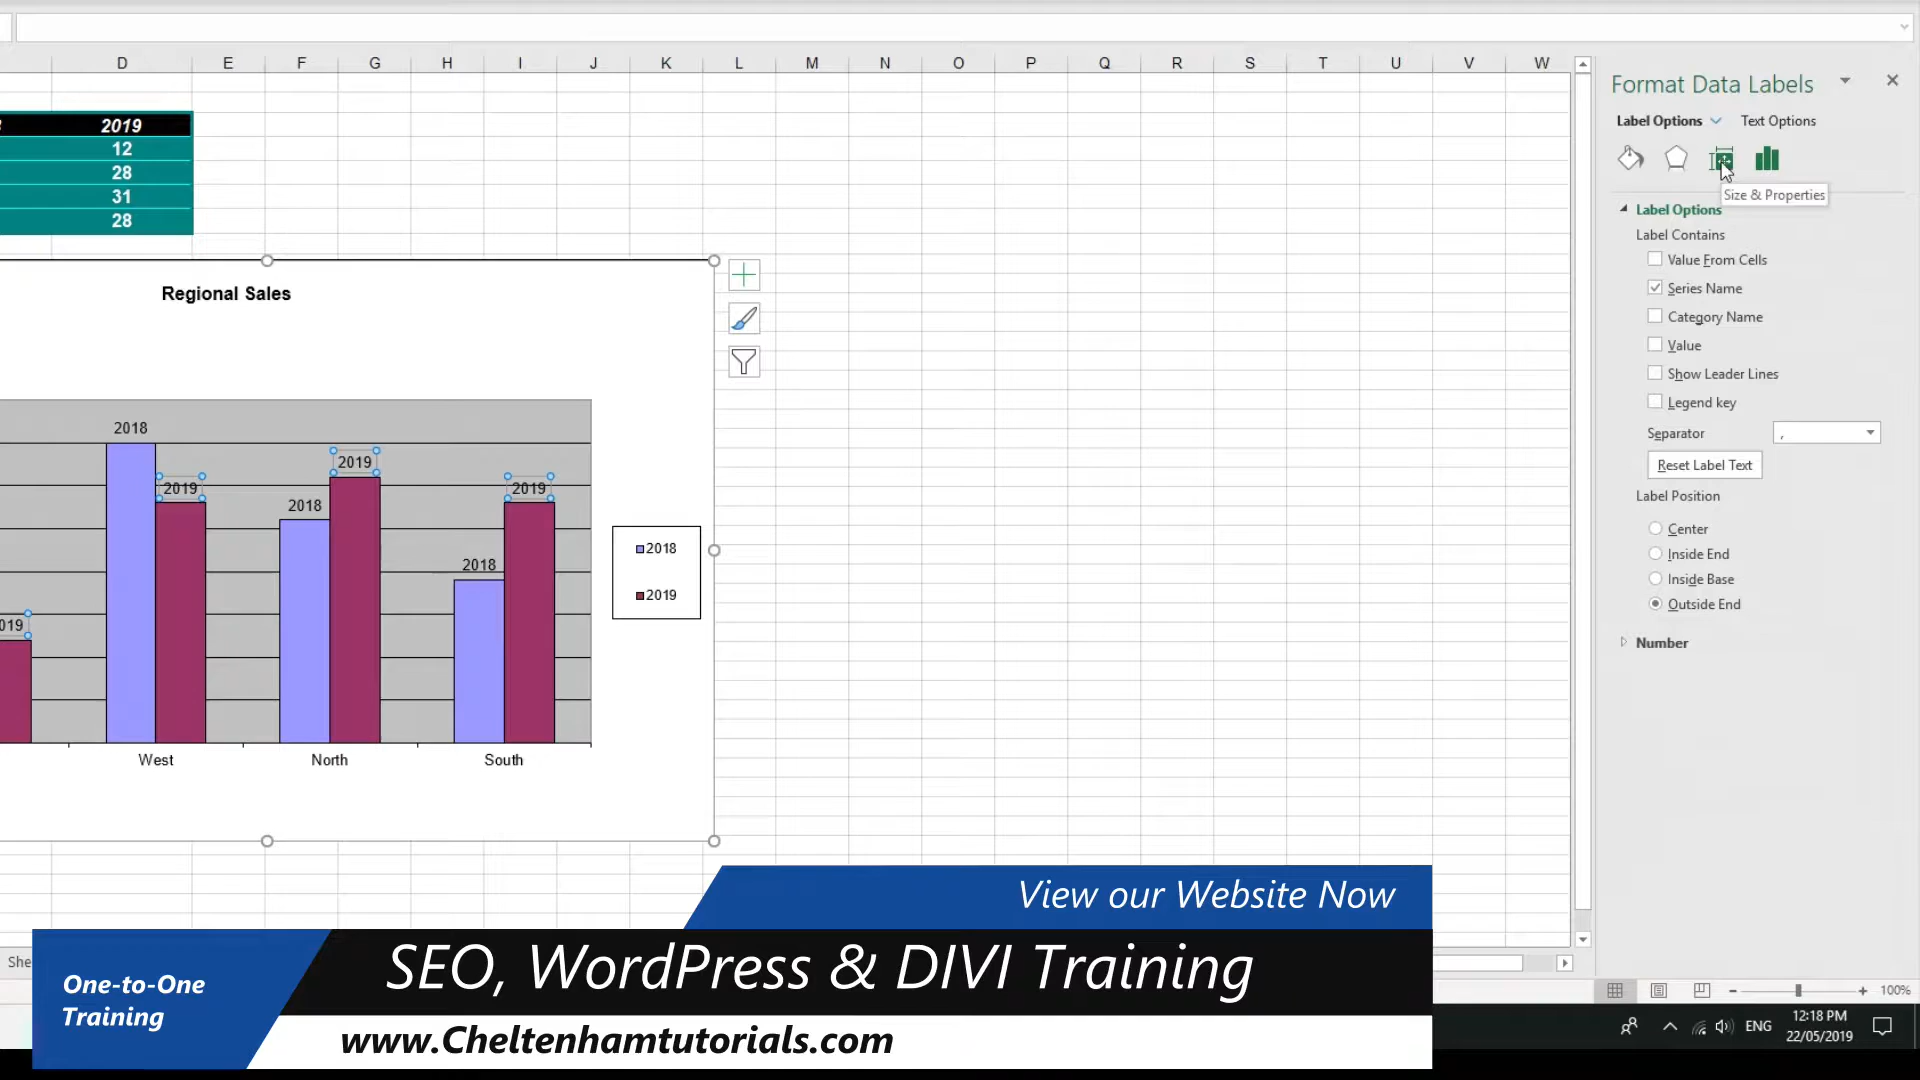 D E F G H I J K L M N O P Q R S T U V W
2019
12
28
31
28
Regional Sales
2018
2019
2018
2019
2018
2019
019
2018
2019
West North South
Format Data Labels
Label Options Text Options
Size & Properties
Label Options
Label Contains
Value From Cells
Series Name
Category Name
Value
Show Leader Lines
Legend key
Separator ,
Reset Label Text
Label Position
Center
Inside End
Inside Base
Outside End
Number
View our Website Now
SEO, WordPress & DIVI Training
One-to-One
Training
www.Cheltenhamtutorials.com
She
100%
ENG
12:18 PM
22/05/2019